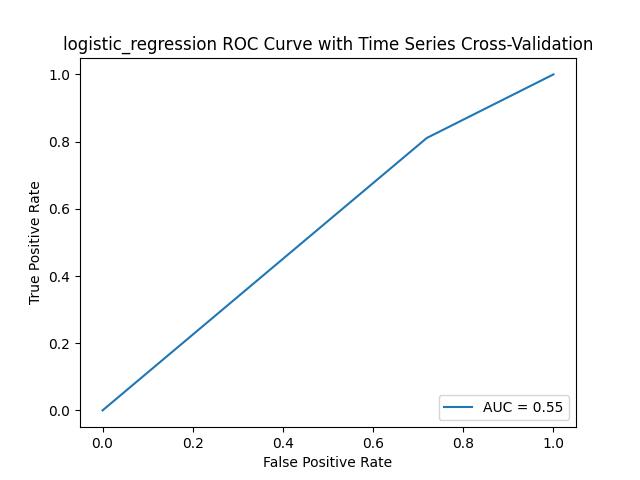 logistic_regression ROC Curve with Time Series Cross-Validation
1.0
0.8
0.6
0.4
0.2
0.0
True Positive Rate
0.0 0.2 0.4 0.6 0.8 1.0
False Positive Rate
AUC = 0.55